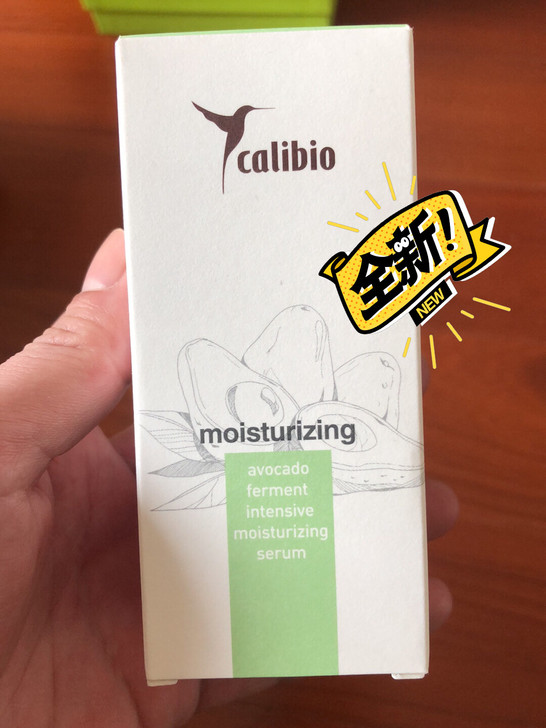 calibio
全新!
NEW
moisturizing
avocado
ferment
intensive
moisturizing
serum